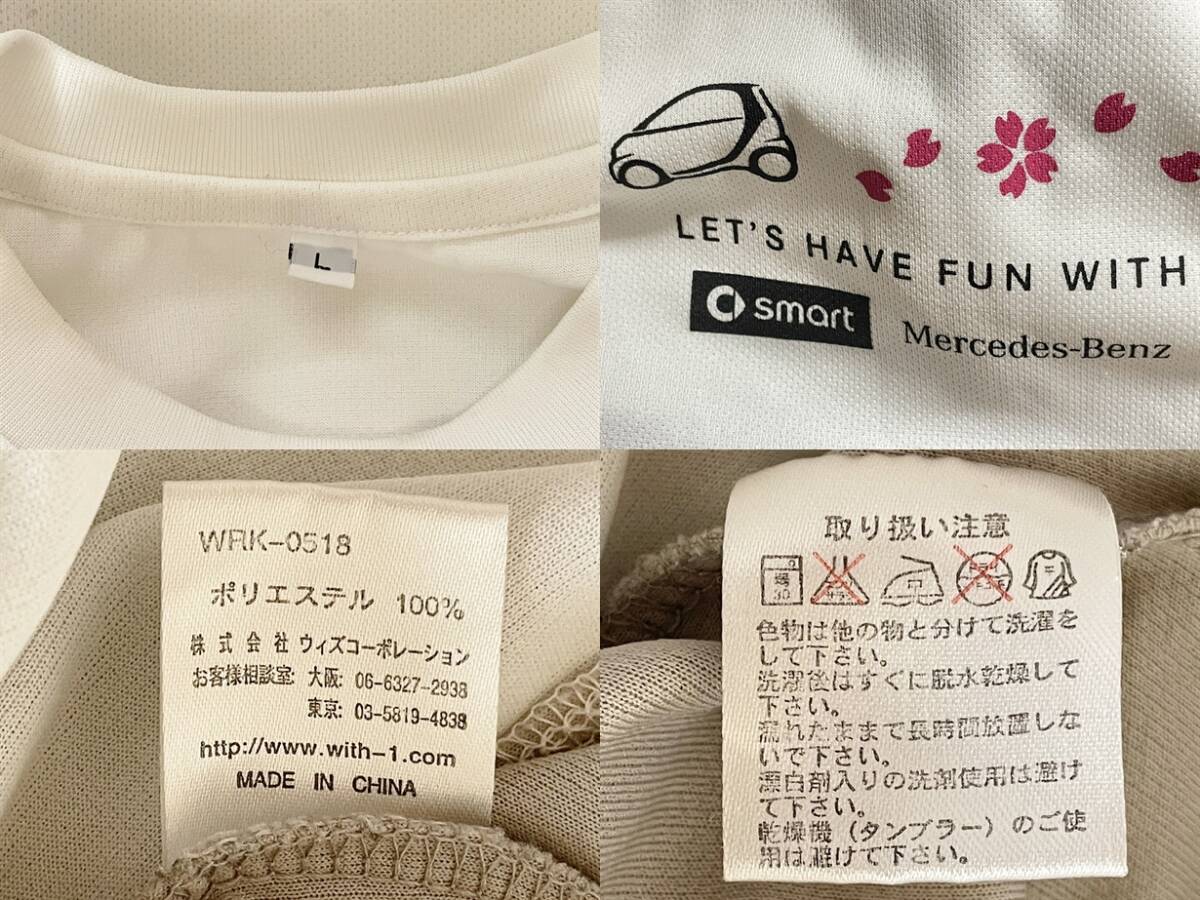 L
LET'S HAVE FUN WITH
smart
Mercedes-Benz
WRK-0518
ポリエステル 100%
株式会社 ウィズコーポレーション
お客様相談室: 大阪: 06-6327-2938
東京: 03-5819-4838
http://www.with-1.com
MADE IN CHINA
取り扱い注意
30
色物は他の物と分けて洗濯を
して下さい。
洗濯後はすぐに脱水乾燥して
下さい。
濡れたままで長時間放置しな
いで下さい。
漂白剤入りの洗剤使用は避け
て下さい。
乾燥機（タンブラー）のご使
用は避けて下さい。